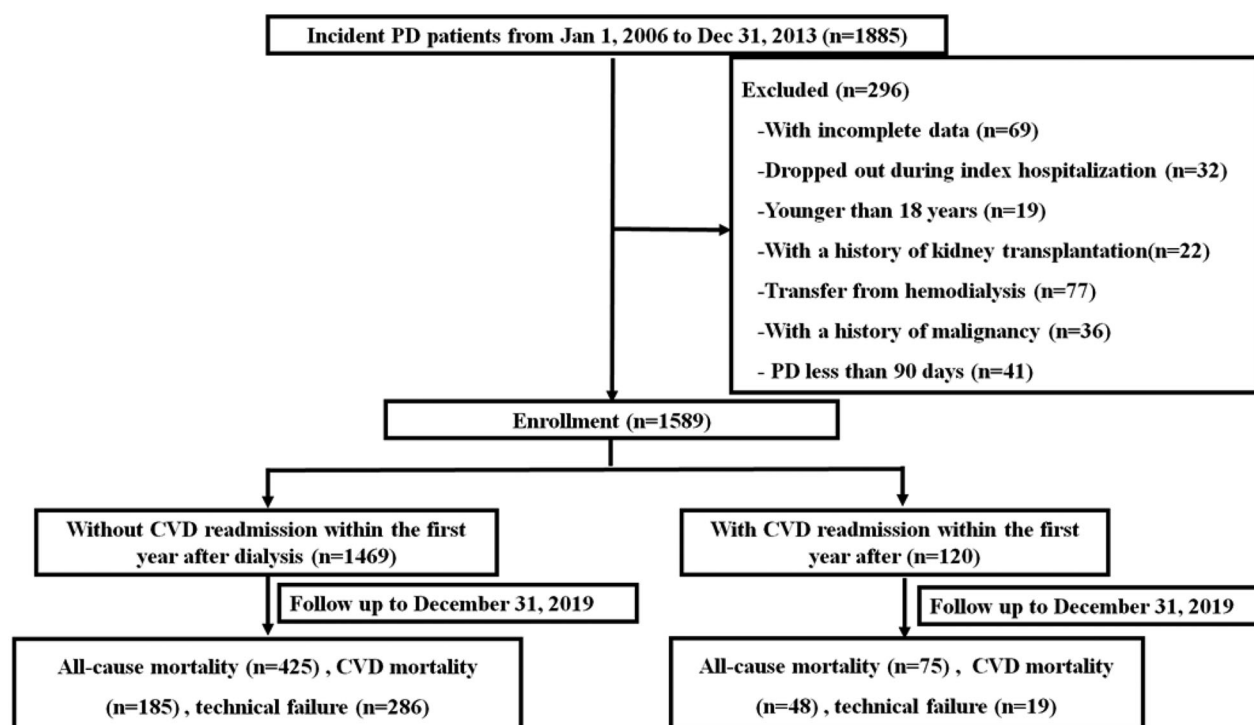 Incident PD patients from Jan 1, 2006 to Dec 31, 2013 (n=1885)
Excluded (n=296)
-With incomplete data (n=69)
-Dropped out during index hospitalization (n=32)
-Younger than 18 years (n=19)
-With a history of kidney transplantation(n=22)
-Transfer from hemodialysis (n=77)
-With a history of malignancy (n=36)
- PD less than 90 days (n=41)
Enrollment (n=1589)
Without CVD readmission within the first
year after dialysis (n=1469)
With CVD readmission within the first
year after (n=120)
Follow up to December 31, 2019
Follow up to December 31, 2019
All-cause mortality (n=425) , CVD mortality
(n=185) , technical failure (n=286)
All-cause mortality (n=75) , CVD mortality
(n=48) , technical failure (n=19)